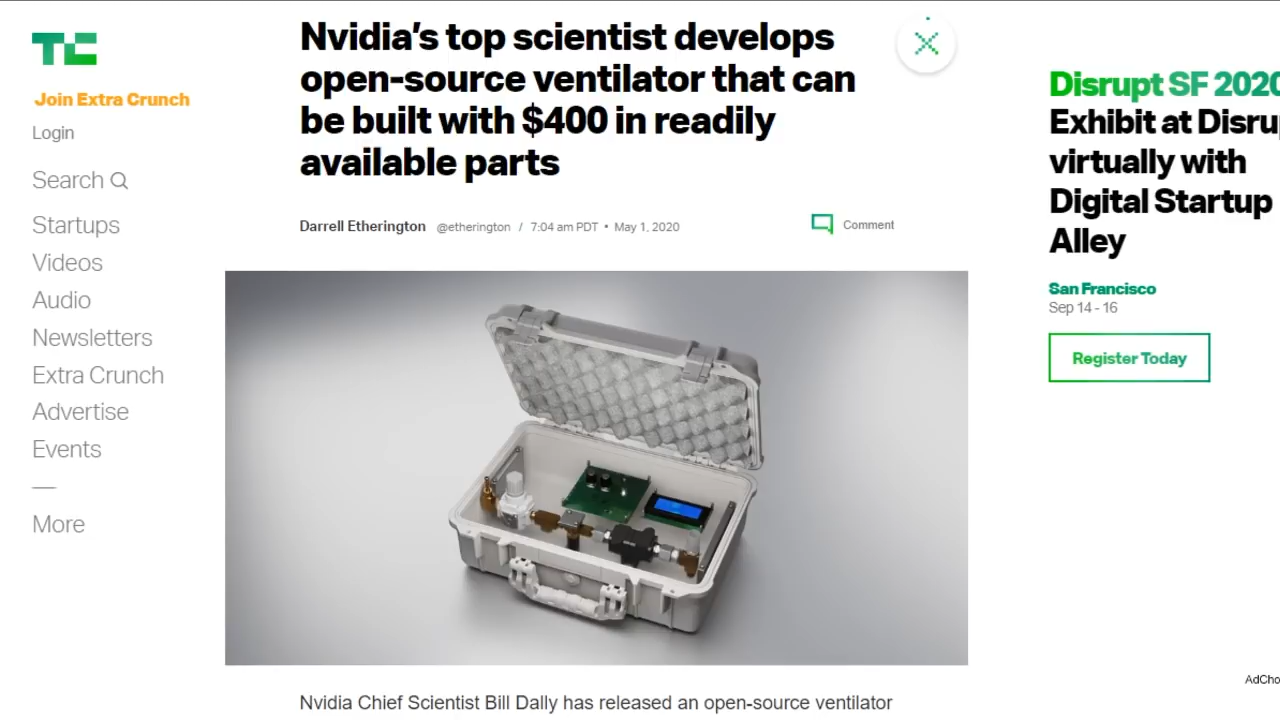 TC
Join Extra Crunch
Login
Search
Startups
Videos
Audio
Newsletters
Extra Crunch
Advertise
Events
More
Nvidia's top scientist develops
open-source ventilator that can
be built with $400 in readily
available parts
Darrell Etherington @etherington / 7:04 am PDT • May 1, 2020
Comment
Nvidia Chief Scientist Bill Dally has released an open-source ventilator
Disrupt SF 2020
Exhibit at Disru
virtually with
Digital Startup
Alley
San Francisco
Sep 14 - 16
Register Today
AdCho